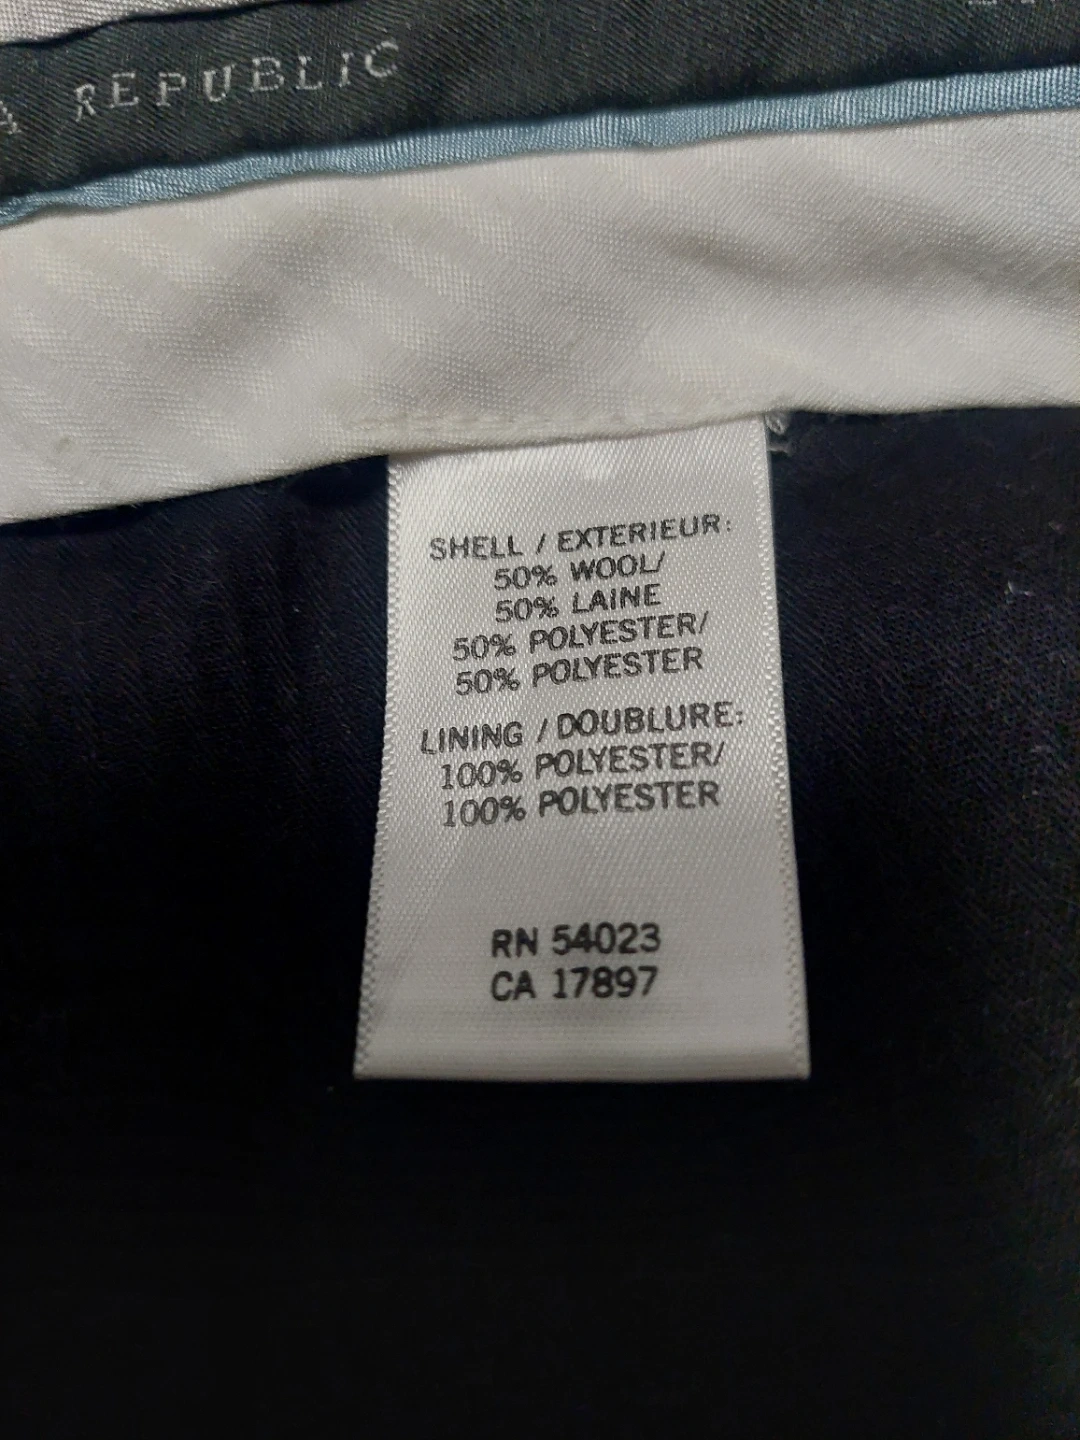 A REPUBLIC
SHELL / EXTERIEUR:
50% WOOL/
50% LAINE
50% POLYESTER/
50% POLYESTER
LINING / DOUBLURE:
100% POLYESTER/
100% POLYESTER
RN 54023
CA 17897